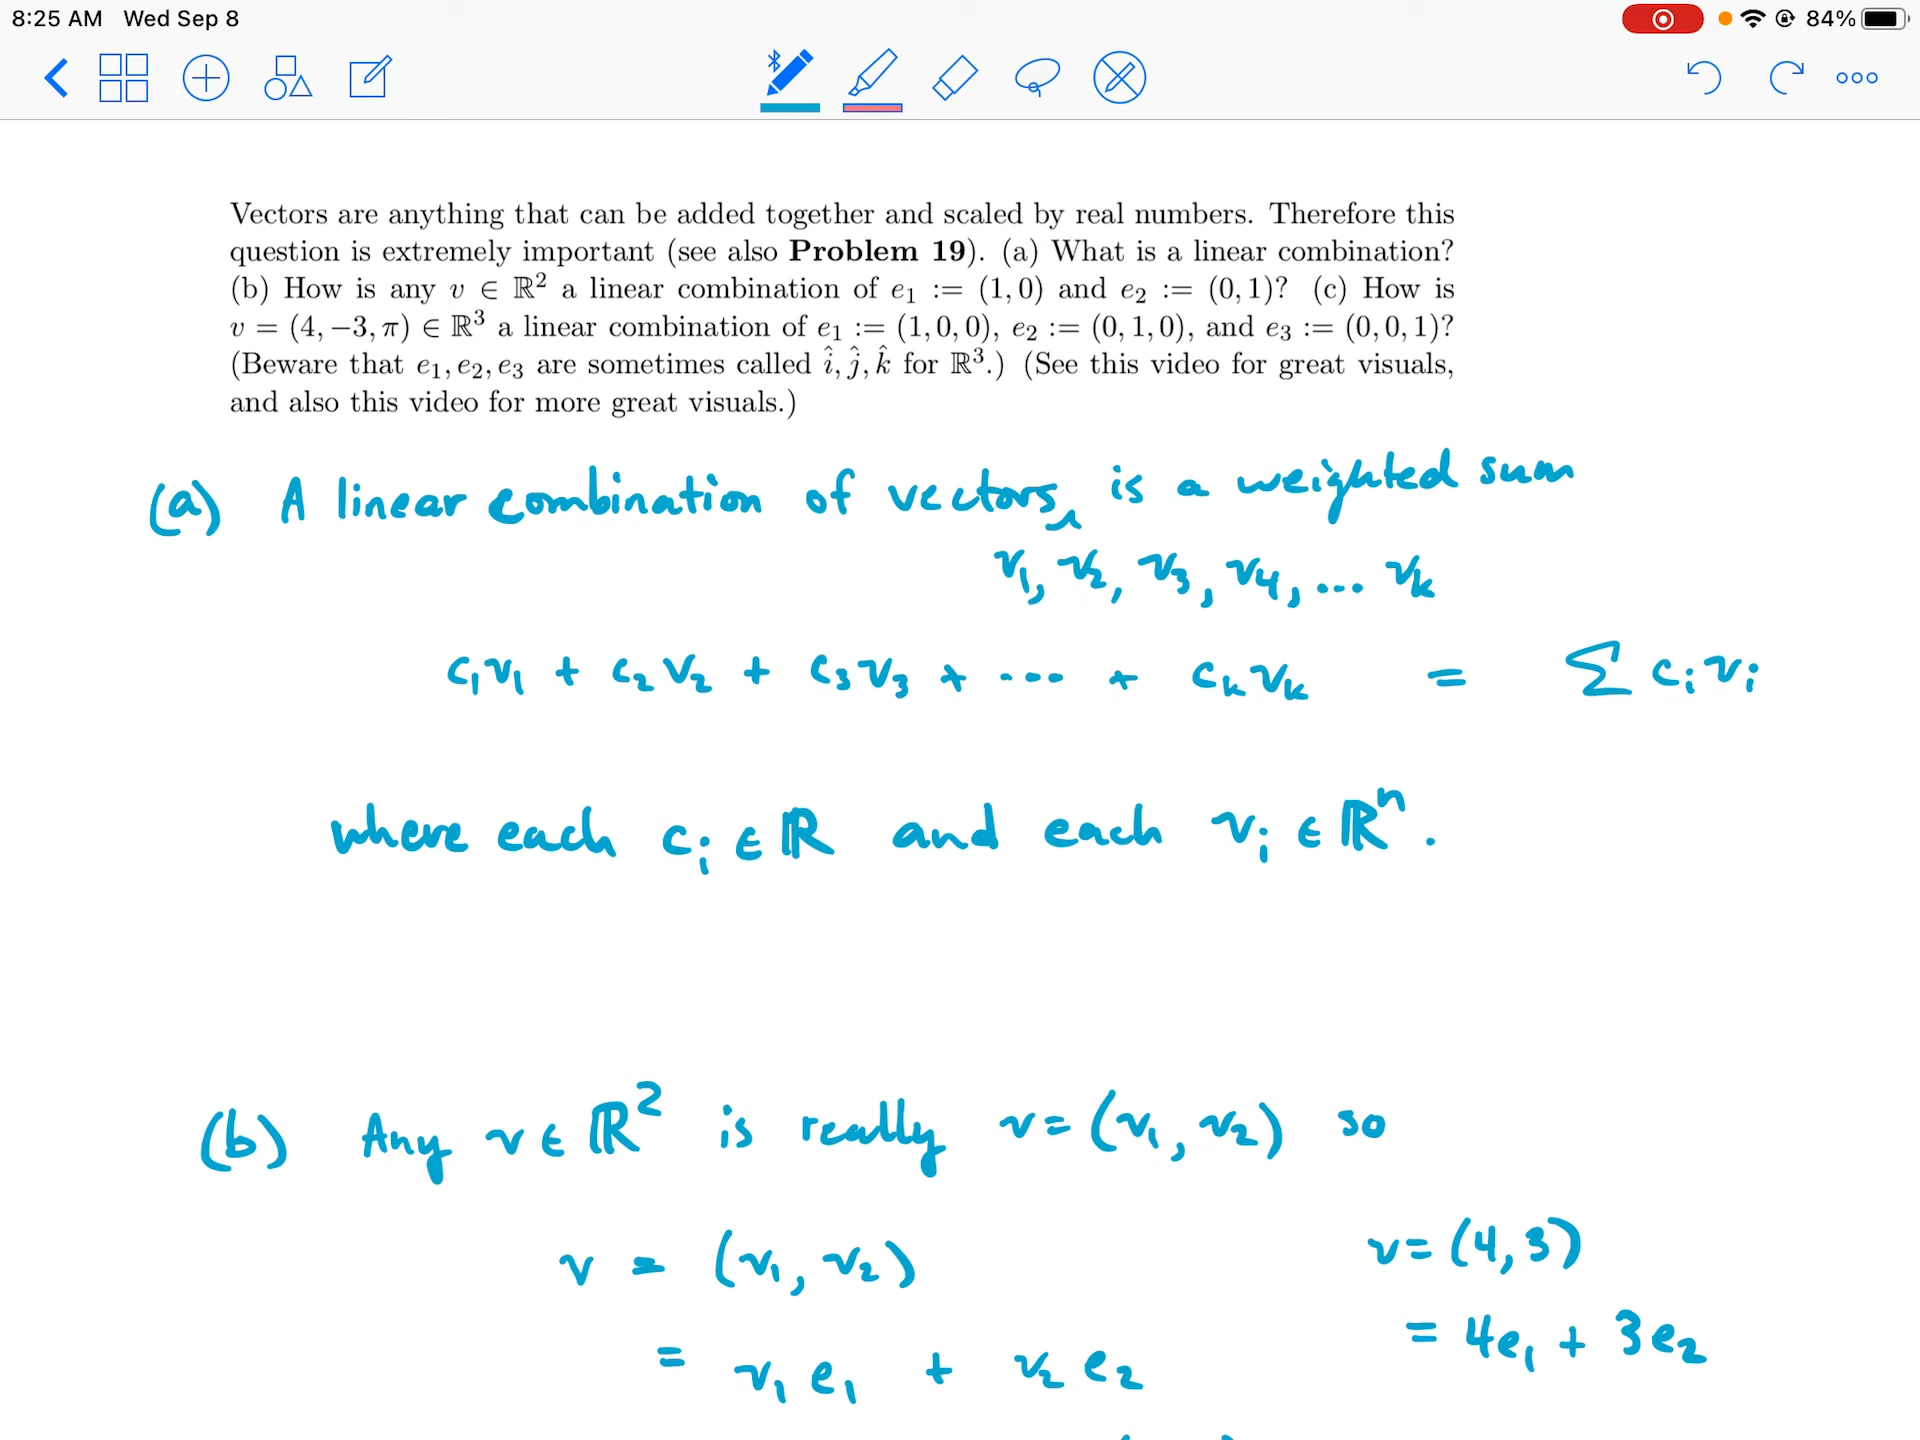 8:25 AM Wed Sep 8
84%
Vectors are anything that can be added together and scaled by real numbers. Therefore this
question is extremely important (see also Problem 19). (a) What is a linear combination?
(b) How is any v ∈ ℝ² a linear combination of e₁ := (1, 0) and e₂ := (0, 1)? (c) How is
v = (4, −3, π) ∈ ℝ³ a linear combination of e₁ := (1, 0, 0), e₂ := (0, 1, 0), and e₃ := (0, 0, 1)?
(Beware that e₁, e₂, e₃ are sometimes called î, ĵ, k̂ for ℝ³.) (See this video for great visuals,
and also this video for more great visuals.)
(a) A linear combination of vectors is a weighted sum
v₁, v₂, v₃, v₄, ... vₖ
c₁v₁ + c₂v₂ + c₃v₃ + ... + cₖvₖ = Σ cᵢvᵢ
where each cᵢ ∈ ℝ and each vᵢ ∈ ℝⁿ.
(b) Any v ∈ ℝ² is really v = (v₁, v₂) so
v = (v₁, v₂)
v = (4, 3)
= v₁e₁ + v₂e₂
= 4e₁ + 3e₂